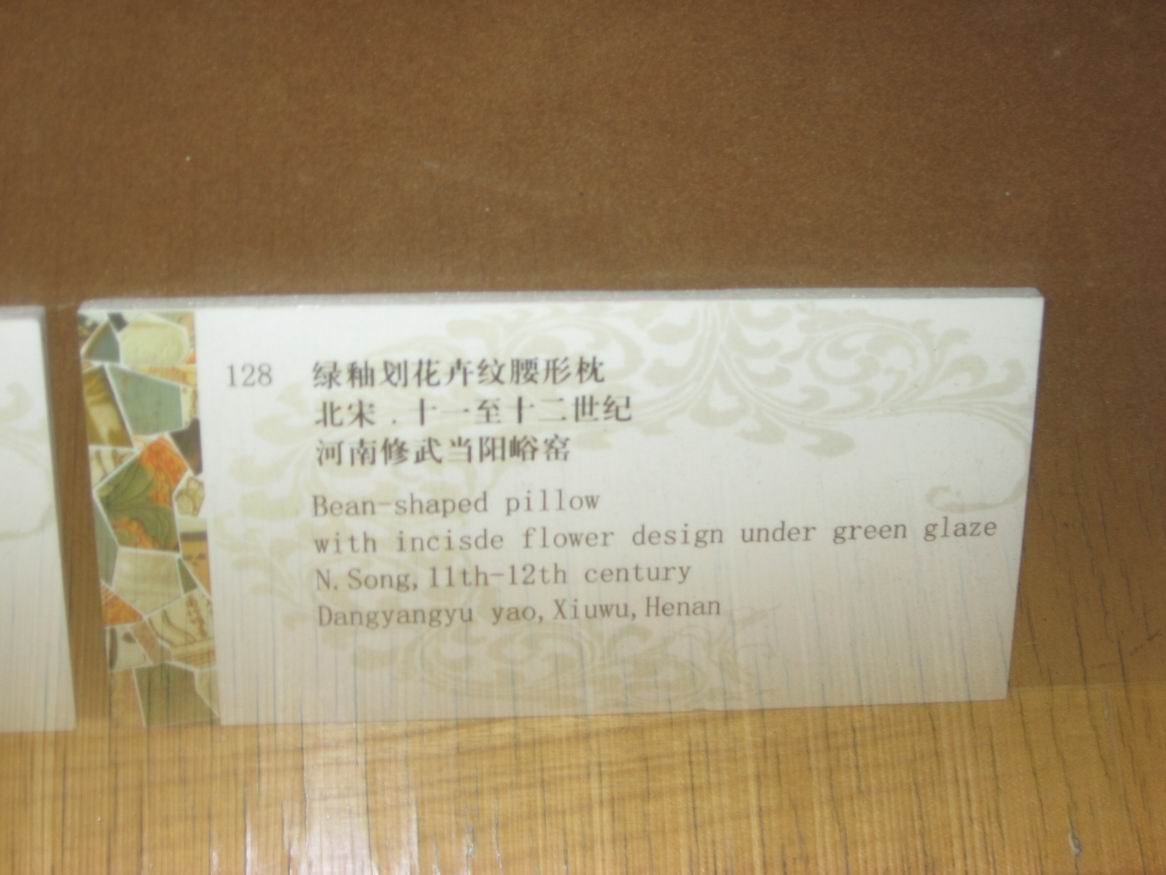 128 绿釉划花卉纹腰形枕
北宋．十一至十二世纪
河南修武当阳峪窑
Bean-shaped pillow
with incisde flower design under green glaze
N.Song,11th-12th century
Dangyangyu yao,Xiuwu,Henan